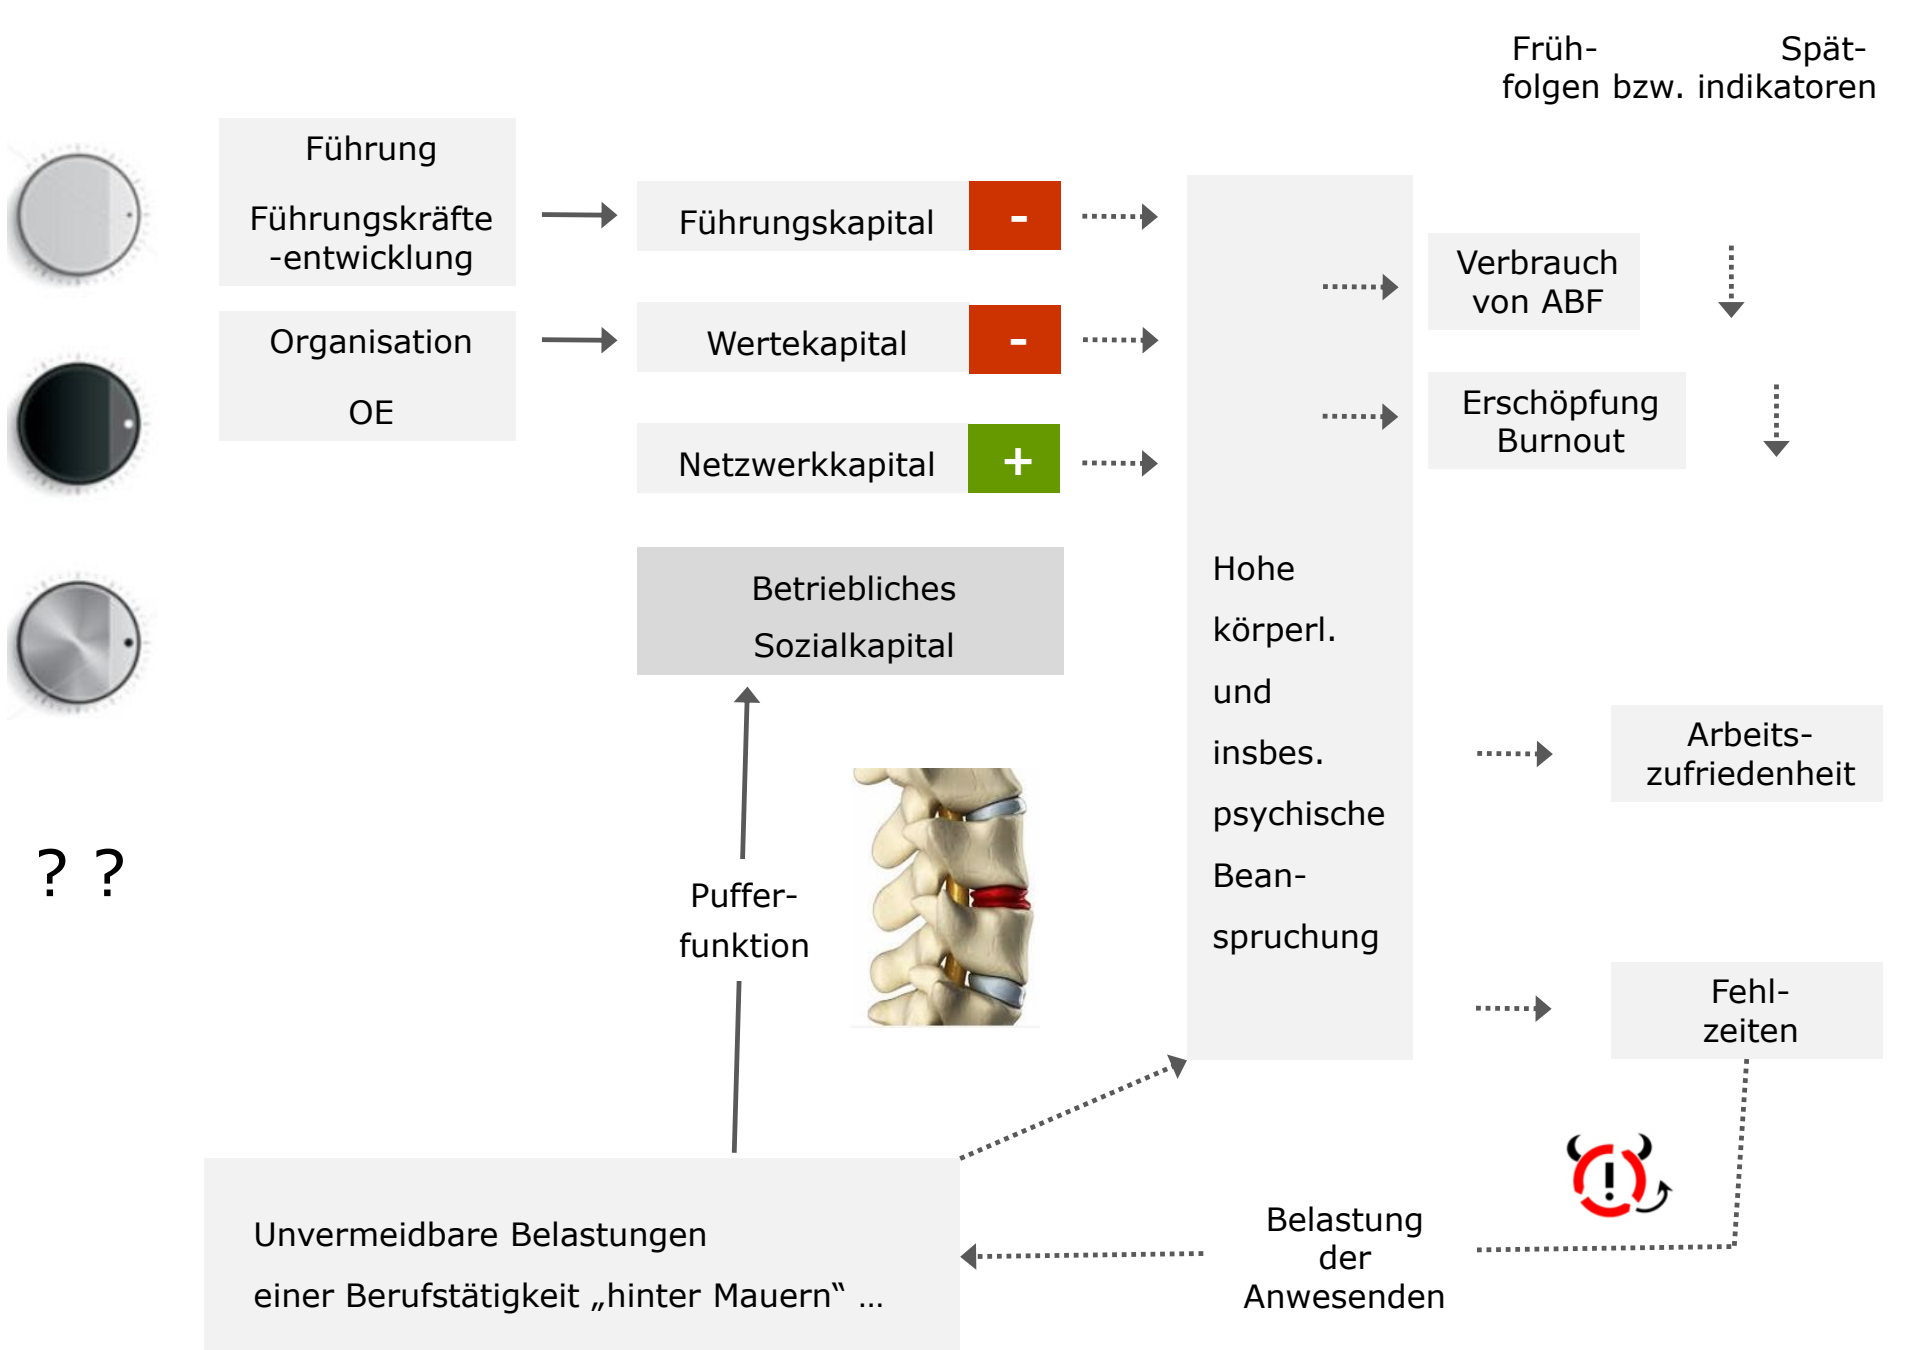 Früh- Spät-
folgen bzw. indikatoren
Führung
Führungskräfte
-entwicklung
Organisation
OE
Führungskapital -
Wertekapital -
Netzwerkkapital +
Betriebliches
Sozialkapital
Puffer-
funktion
Hohe
körperl.
und
insbes.
psychische
Bean-
spruchung
Verbrauch
von ABF
Erschöpfung
Burnout
Arbeits-
zufriedenheit
Fehl-
zeiten
? ?
Belastung
der
Anwesenden
!
Unvermeidbare Belastungen
einer Berufstätigkeit „hinter Mauern“ …